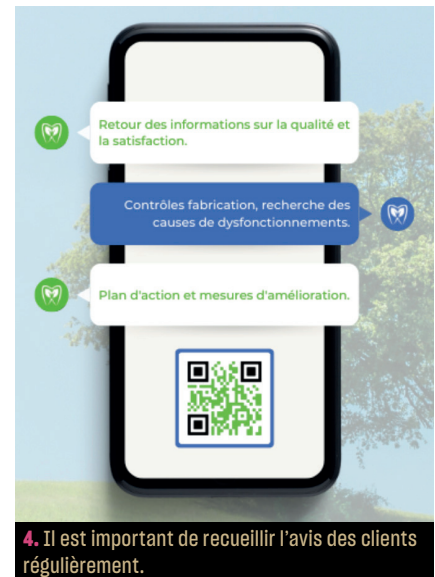 Retour des informations sur la qualité et
la satisfaction.
Contrôles fabrication, recherche des
causes de dysfonctionnements.
Plan d'action et mesures d'amélioration.
4. Il est important de recueillir l'avis des clients
régulièrement.